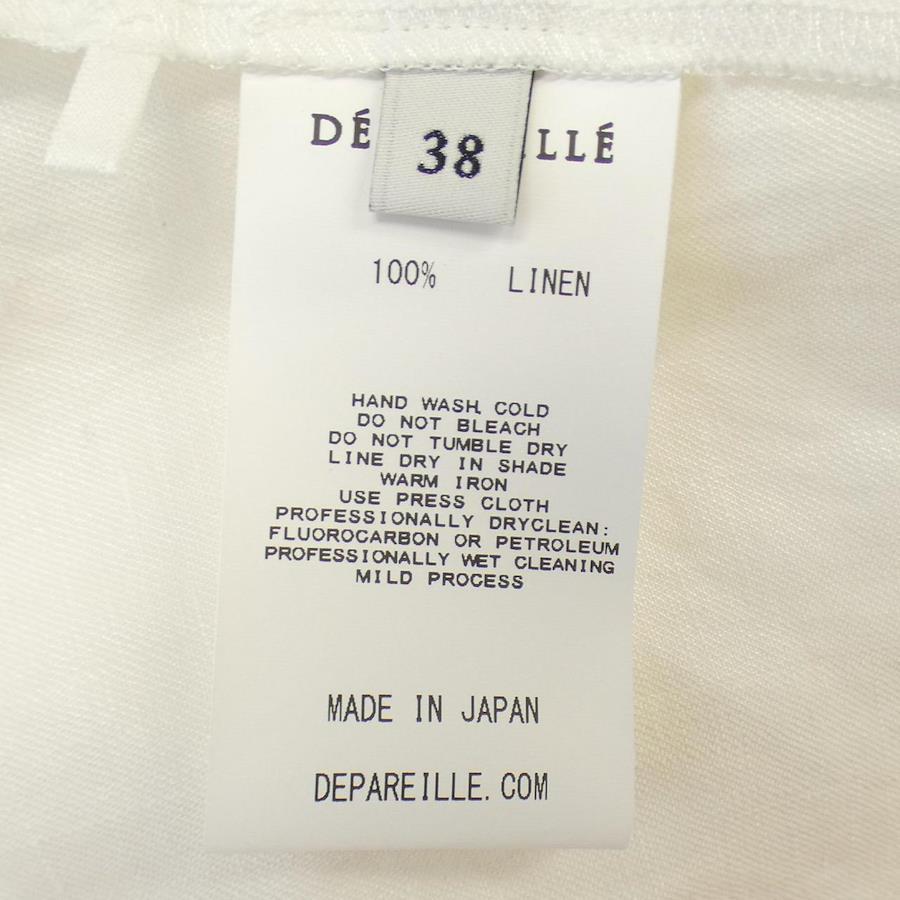 DÉ LLÉ
38
100% LINEN
HAND WASH COLD
DO NOT BLEACH
DO NOT TUMBLE DRY
LINE DRY IN SHADE
WARM IRON
USE PRESS CLOTH
PROFESSIONALLY DRYCLEAN:
FLUOROCARBON OR PETROLEUM
PROFESSIONALLY WET CLEANING
MILD PROCESS
MADE IN JAPAN
DEPAREILLE.COM